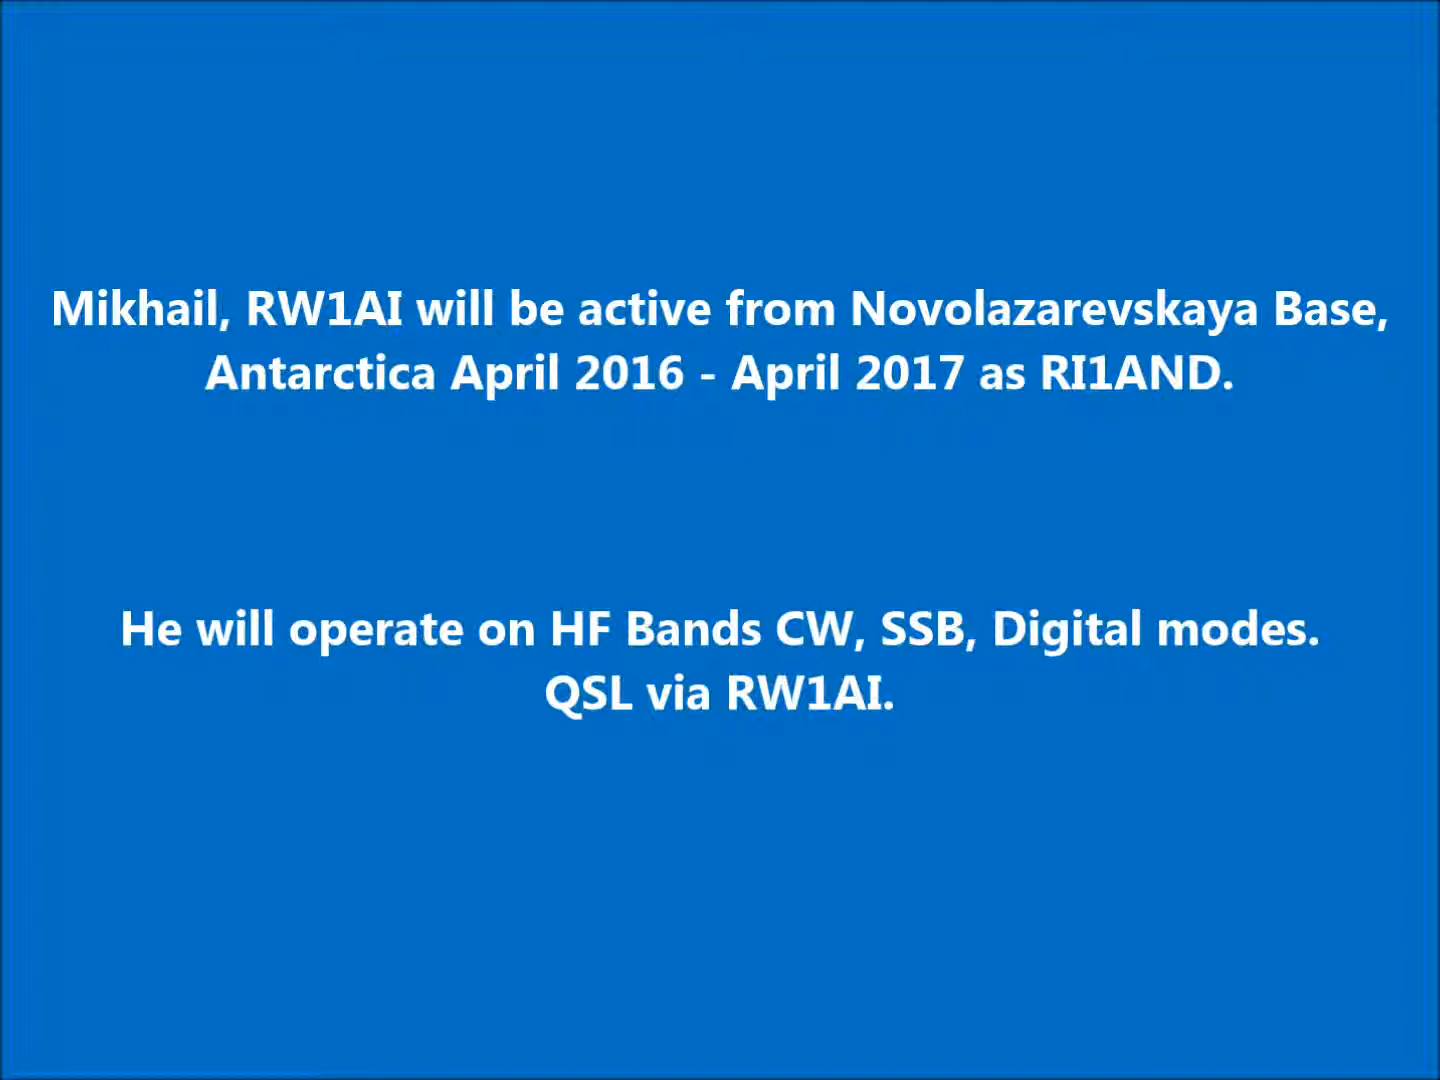 Mikhail, RW1AI will be active from Novolazarevskaya Base,
Antarctica April 2016 - April 2017 as RI1AND.
He will operate on HF Bands CW, SSB, Digital modes.
QSL via RW1AI.